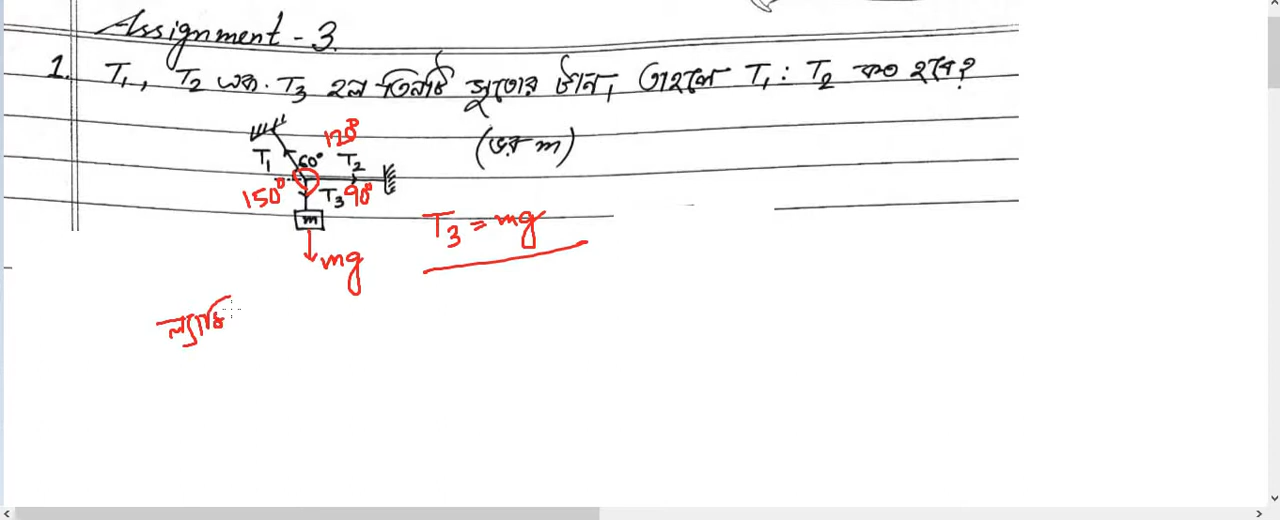 Assignment - 3.
1. T₁, T₂ এবং T₃ হল তিনটি সুতোর টান, তাহলে T₁ : T₂ কত হবে?
(ভর m)
120°
T₁ 60° T₂
150° T₃ 90°
m
T₃ = mg
mg
ল্যামি